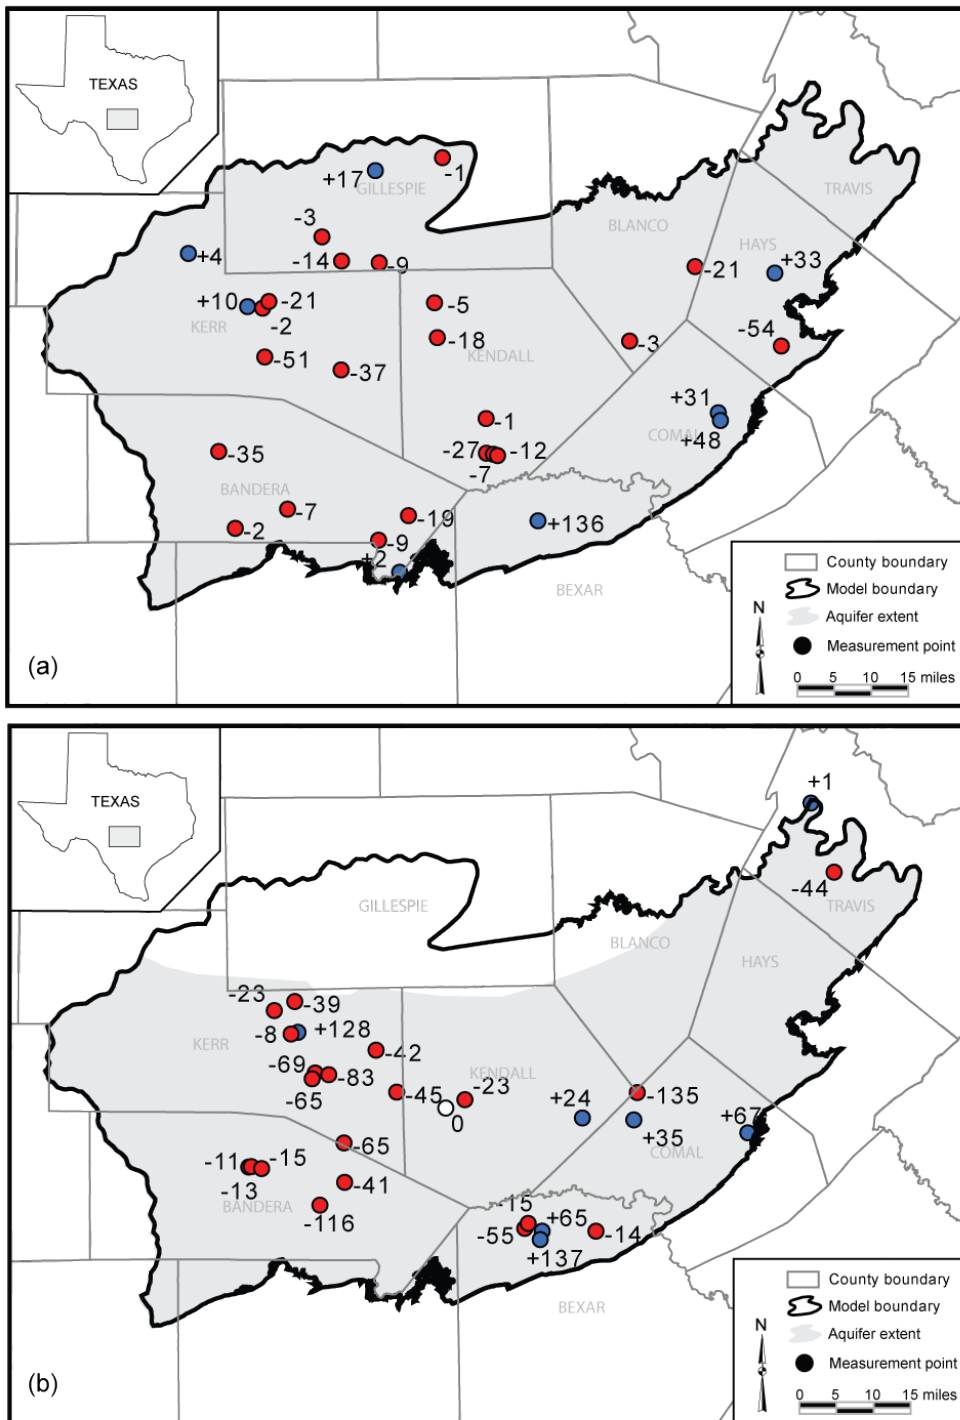 TEXAS
-1
+17
GILLESPIE
TRAVIS
-3
BLANCO
HAYS
+4
-14
-9
-21
+33
+10
-21
-5
KERR
-2
-54
-18
-3
KENDALL
-51
-37
+31
-1
COMAL
+48
-35
-27
-12
-7
BANDERA
-7
-19
-2
+136
-9
+2
BEXAR
County boundary
Model boundary
Aquifer extent
N
Measurement point
0 5 10 15 miles
(a)
TEXAS
+1
-44
GILLESPIE
TRAVIS
BLANCO
HAYS
-23
-39
-8
+128
KERR
-42
-69
-83
KENDALL
-65
-45
-23
+24
-135
0
+67
+35
-65
COMAL
-11
-15
-13
-41
BANDERA
-116
-15
+65
-55
-14
+137
BEXAR
County boundary
Model boundary
N
Aquifer extent
Measurement point
0 5 10 15 miles
(b)